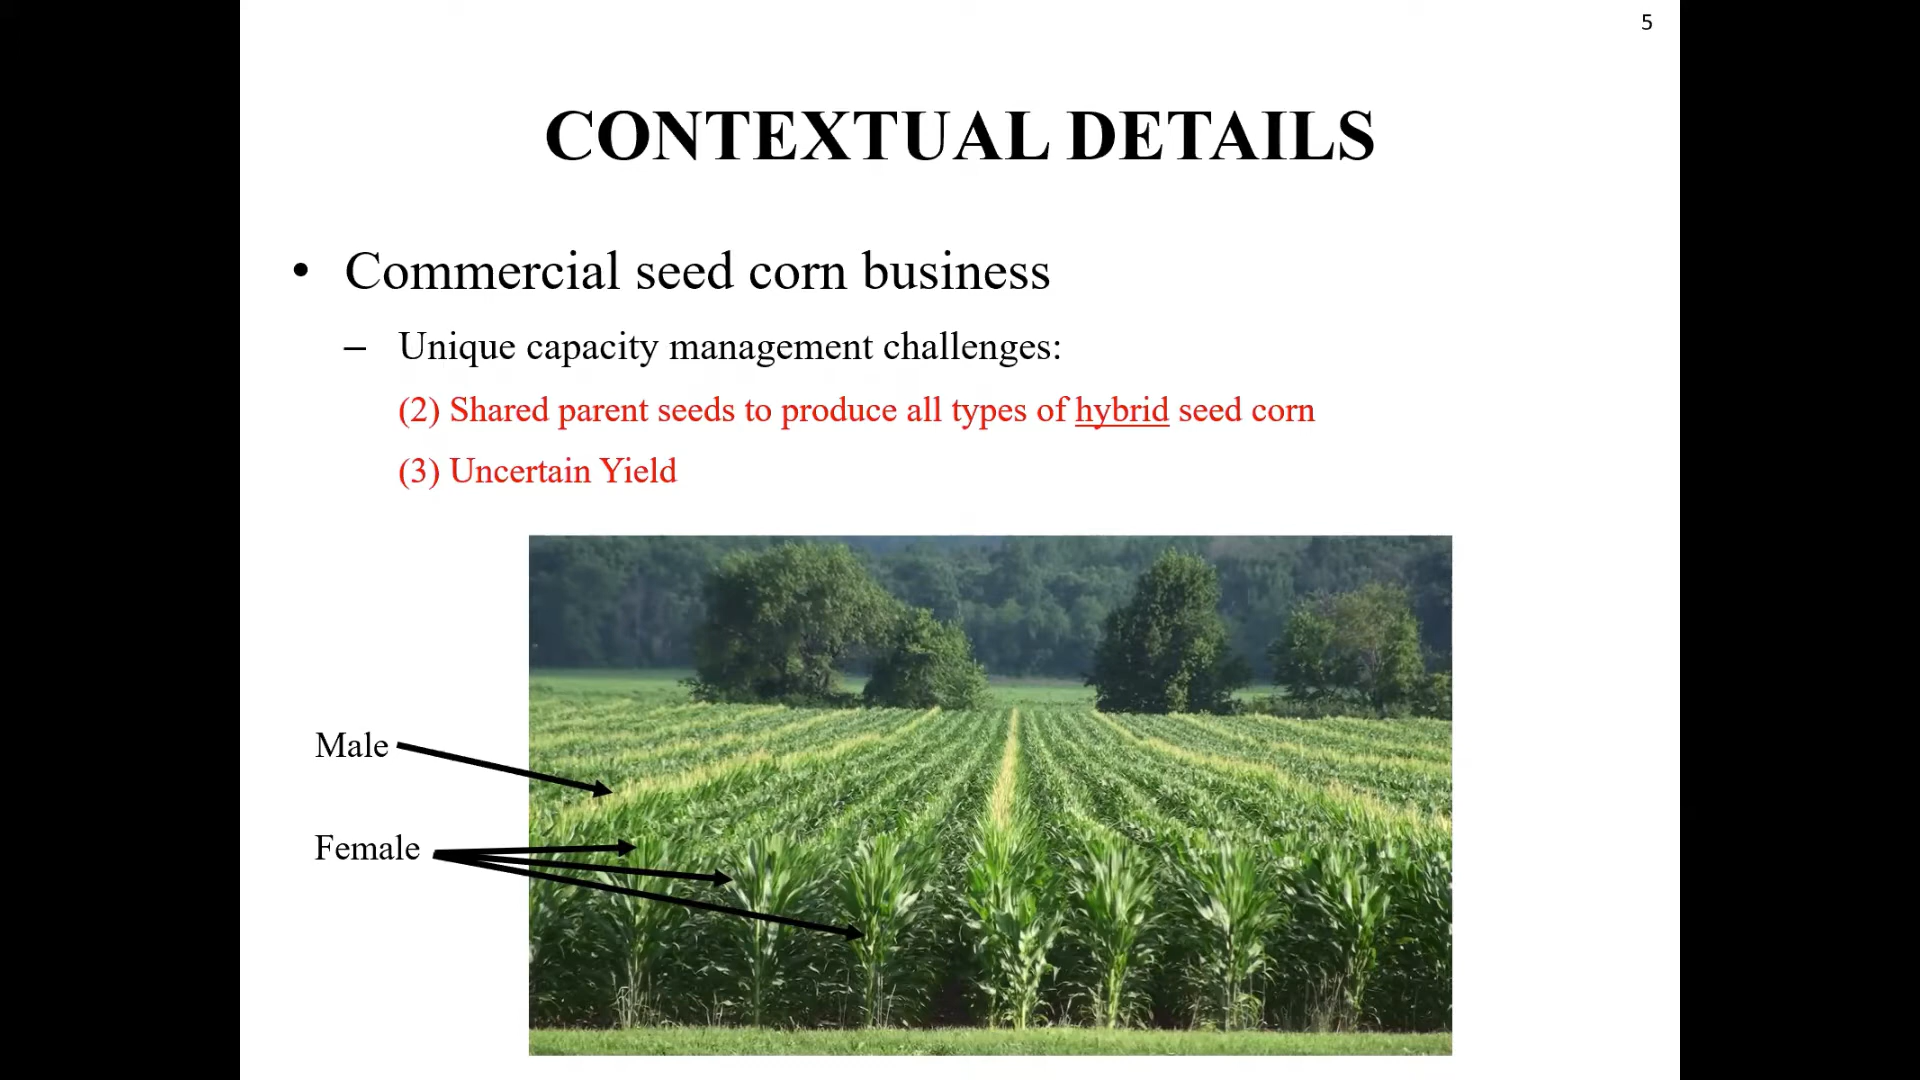 5
CONTEXTUAL DETAILS
• Commercial seed corn business
– Unique capacity management challenges:
(2) Shared parent seeds to produce all types of hybrid seed corn
(3) Uncertain Yield
Male
Female